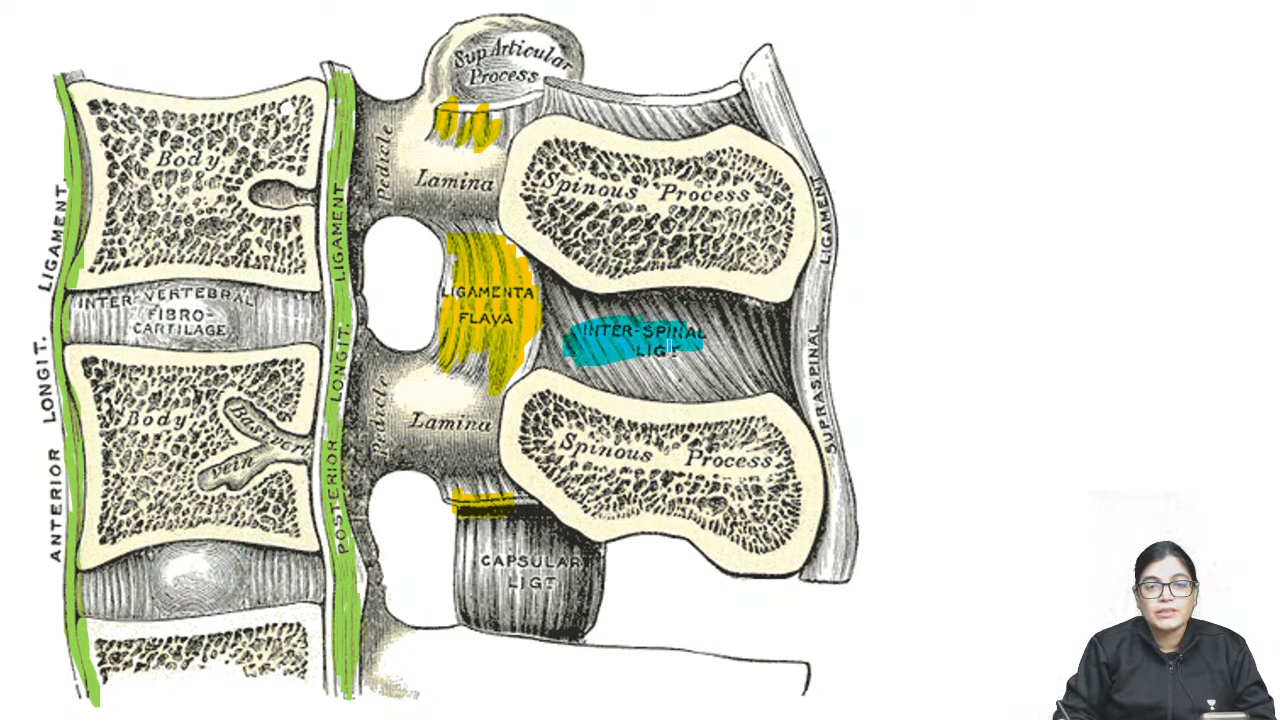 Sup Articular
Process
Body
Pedicle
Lamina
Spinous Process
ANTERIOR LONGIT. LIGAMENT.
POSTERIOR LONGIT. LIGAMENT
INTER-VERTEBRAL
FIBRO-
CARTILAGE
LIGAMENTA
FLAVA
INTER-SPINAL
LIGT
SUPRASPINAL LIGAMENT
Body
vein
Pedicle
Lamina
Spinous Process
CAPSULAR
LIGT